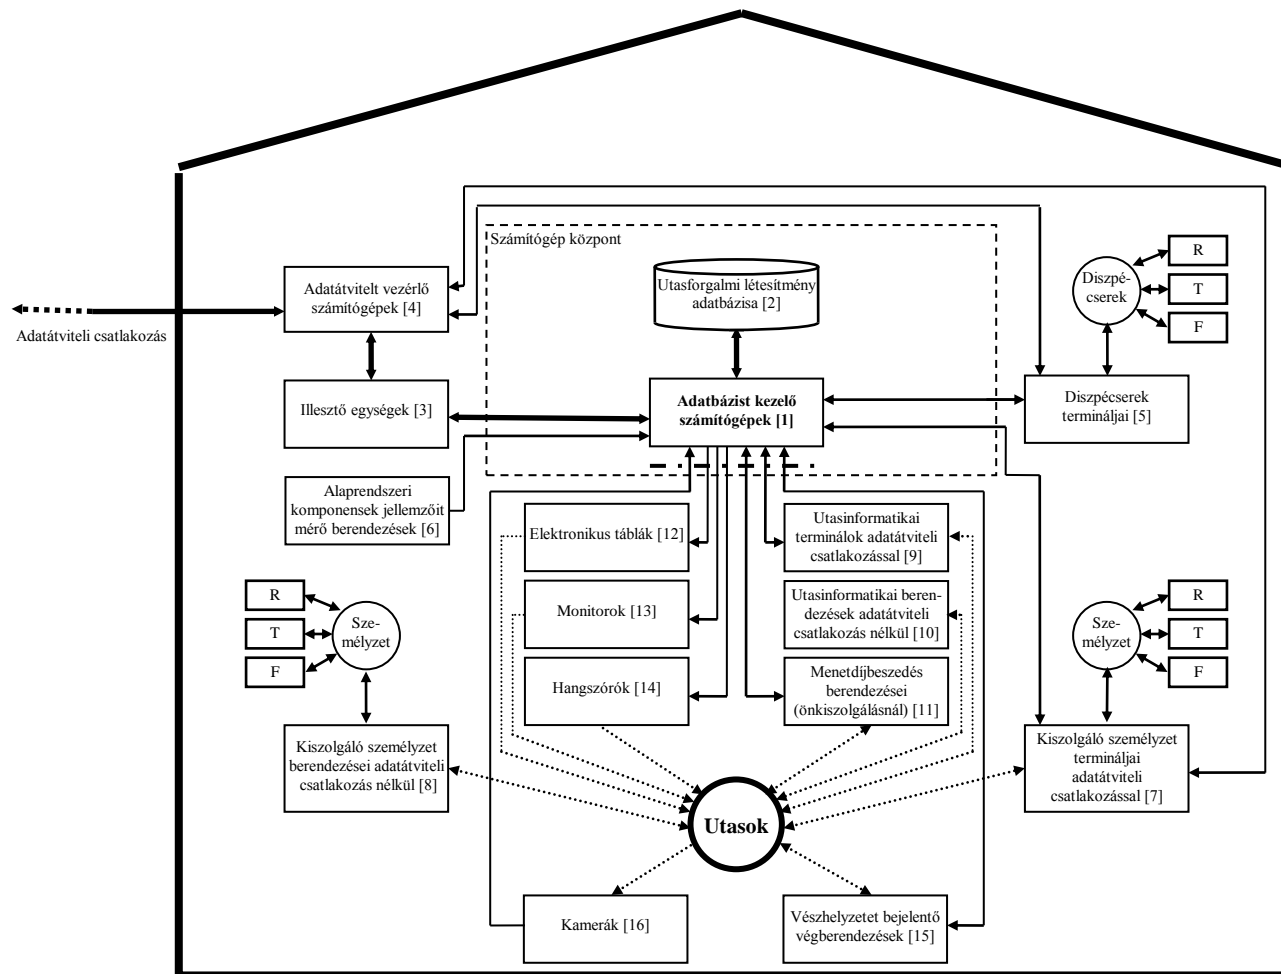 Számítógép központ
Adatátvitelt vezérlő
számítógépek [4]
Utasforgalmi létesítmény
adatbázisa [2]
Diszpé-
cserek
R
T
F
Adatátviteli csatlakozás
Illesztő egységek [3]
Adatbázist kezelő
számítógépek [1]
Diszpécserek
termináljai [5]
Alaprendszeri
komponensek jellemzőit
mérő berendezések [6]
Elektronikus táblák [12]
Utasinformatikai
terminálok adatátviteli
csatlakozással [9]
R
T
F
Sze-
mélyzet
Monitorok [13]
Utasinformatikai beren-
dezések adatátviteli
csatlakozás nélkül [10]
Sze-
mélyzet
R
T
F
Hangszórók [14]
Menetdíjbeszedés
berendezései
(önkiszolgálásnál) [11]
Kiszolgáló személyzet
berendezései adatátviteli
csatlakozás nélkül [8]
Kiszolgáló személyzet
termináljai
adatátviteli
csatlakozással [7]
Utasok
Kamerák [16]
Vészhelyzetet bejelentő
végberendezések [15]